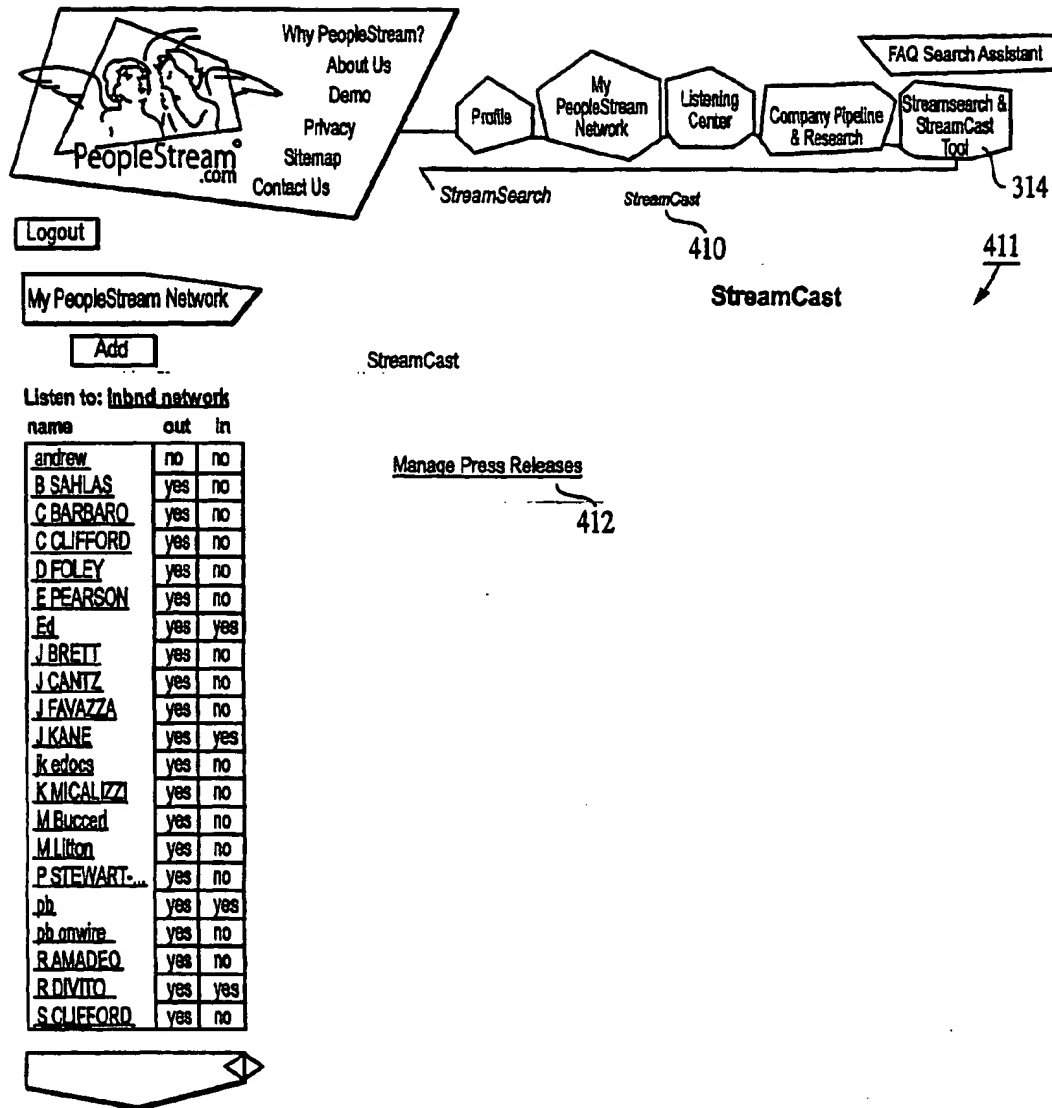 Why PeopleStream?
About Us
Demo
Privacy
Sitemap
Contact Us
PeopleStream
.com
FAQ Search Assistant
Profile
My
PeopleStream
Network
Listening
Center
Company Pipeline
& Research
Streamsearch &
StreamCast
Tool
314
StreamSearch
StreamCast
410
Logout
411
My PeopleStream Network
StreamCast
Add
StreamCast
Listen to: inbnd network
name out in
andrew no no
B SAHLAS yes no
C BARBARO yes no
C CLIFFORD yes no
D FOLEY yes no
E PEARSON yes no
Ed yes yes
J BRETT yes no
J CANTZ yes no
J FAVAZZA yes no
J KANE yes yes
jk edocs yes no
K MICALIZZI yes no
M Buccerl yes no
M Litton yes no
P STEWART-... yes no
pb yes yes
pb onwire yes no
R AMADEO yes no
R DIVITO yes yes
S CLIFFORD yes no
Manage Press Releases
412